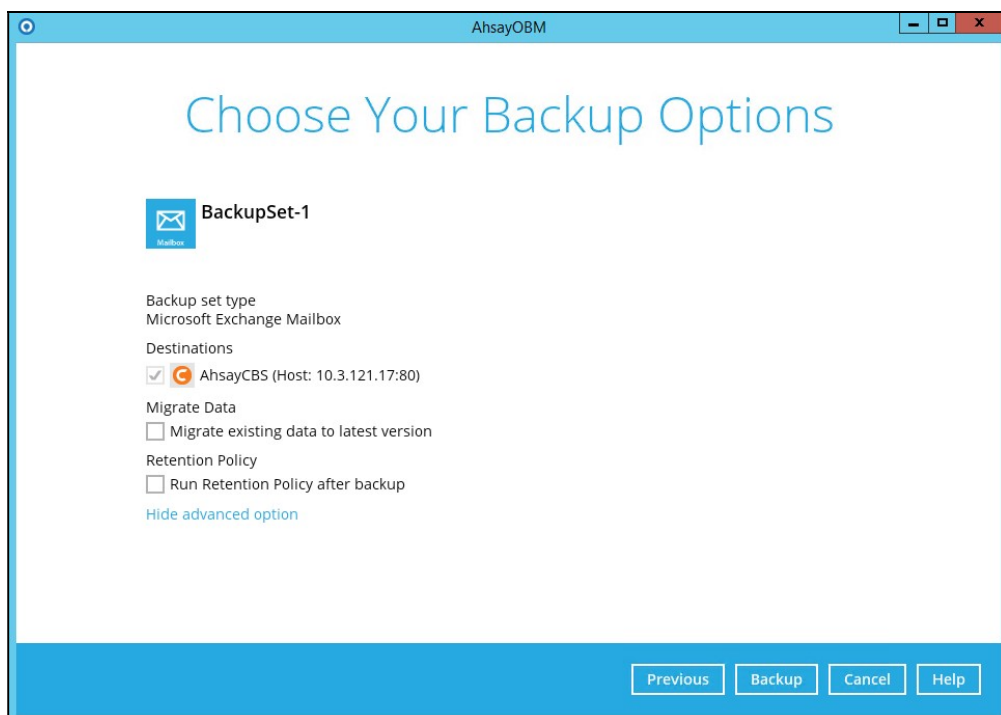 AhsayOBM
Choose Your Backup Options
BackupSet-1
Mailbox
Backup set type
Microsoft Exchange Mailbox
Destinations
AhsayCBS (Host: 10.3.121.17:80)
Migrate Data
Migrate existing data to latest version
Retention Policy
Run Retention Policy after backup
Hide advanced option
Previous Backup Cancel Help